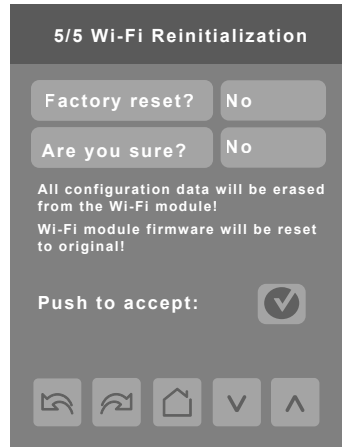 5/5 Wi-Fi Reinitialization
Factory reset? No
Are you sure? No
All configuration data will be erased
from the Wi-Fi module!
Wi-Fi module firmware will be reset
to original!
Push to accept: